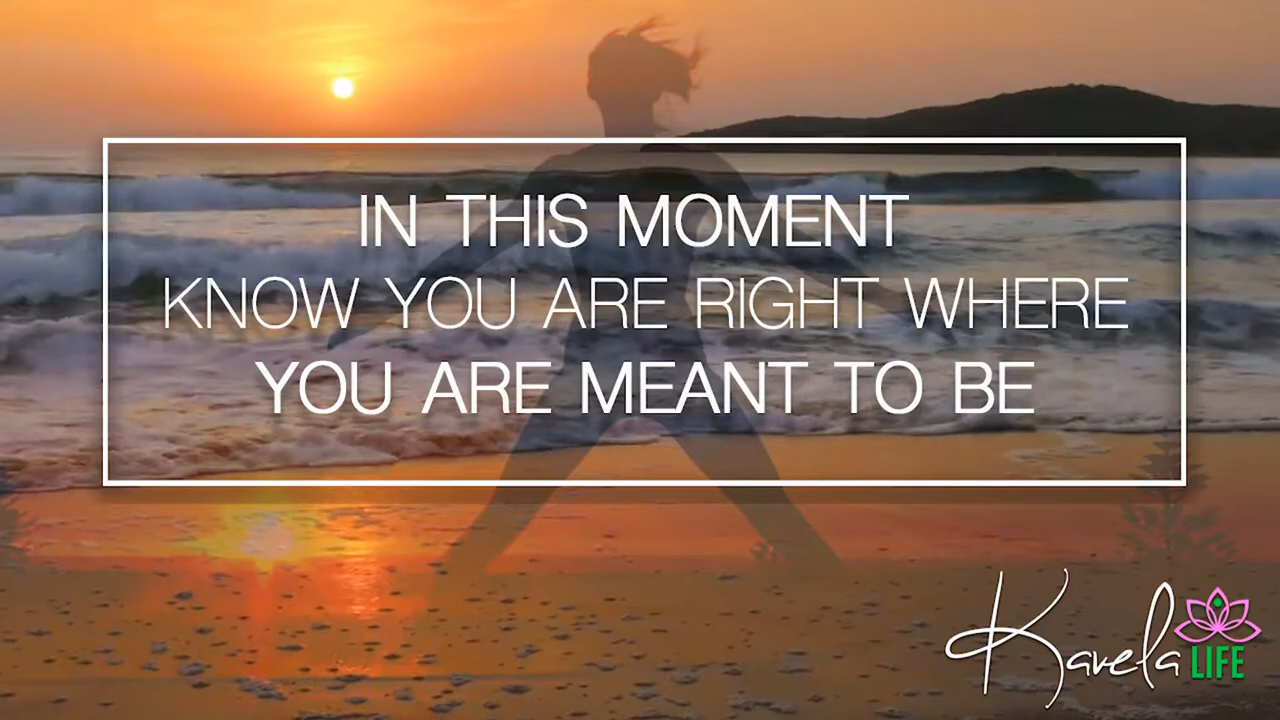 IN THIS MOMENT
KNOW YOU ARE RIGHT WHERE
YOU ARE MEANT TO BE
Kavela LIFE